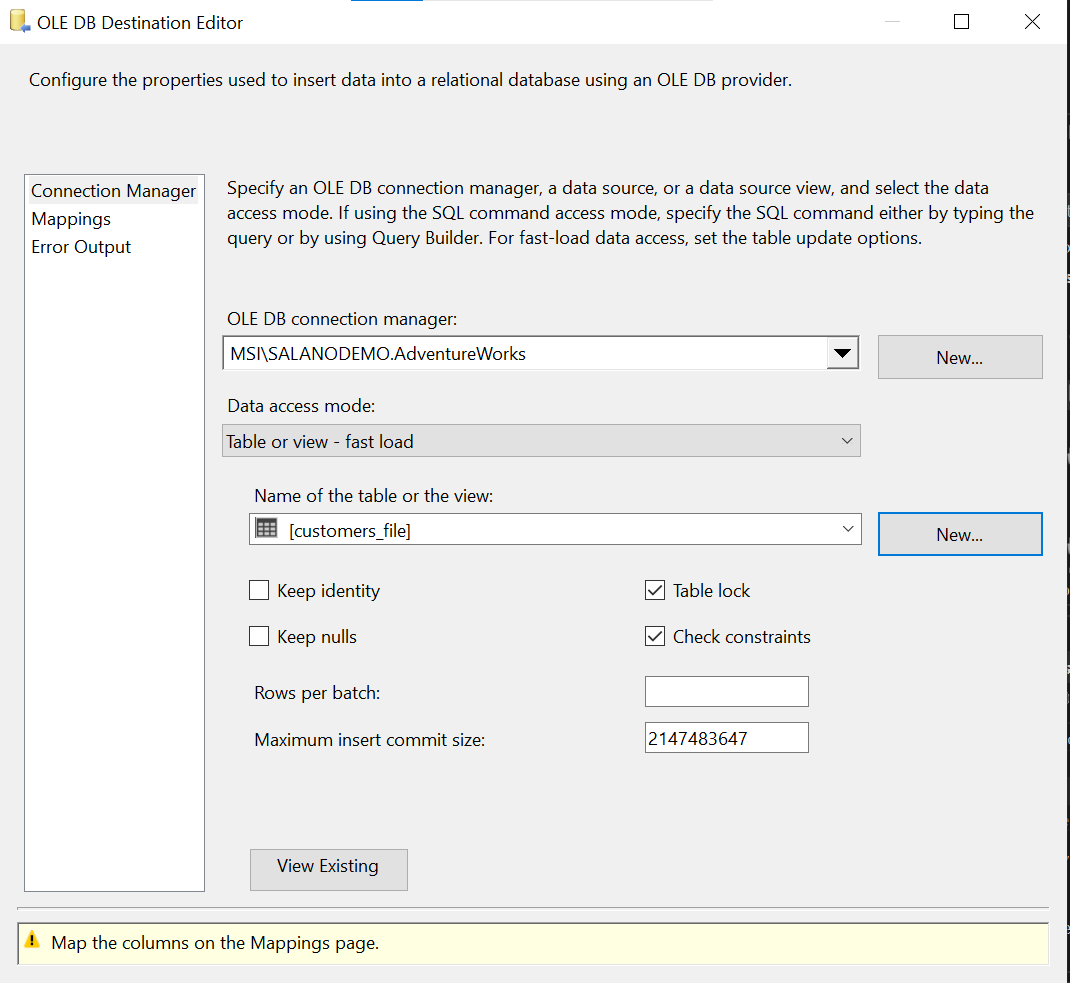 OLE DB Destination Editor
Configure the properties used to insert data into a relational database using an OLE DB provider.
Connection Manager
Mappings
Error Output
Specify an OLE DB connection manager, a data source, or a data source view, and select the data
access mode. If using the SQL command access mode, specify the SQL command either by typing the
query or by using Query Builder. For fast-load data access, set the table update options.
OLE DB connection manager:
MSI\SALANODEMO.AdventureWorks
New...
Data access mode:
Table or view - fast load
Name of the table or the view:
[customers_file]
New...
Keep identity
Table lock
Keep nulls
Check constraints
Rows per batch:
Maximum insert commit size:
2147483647
View Existing
Map the columns on the Mappings page.